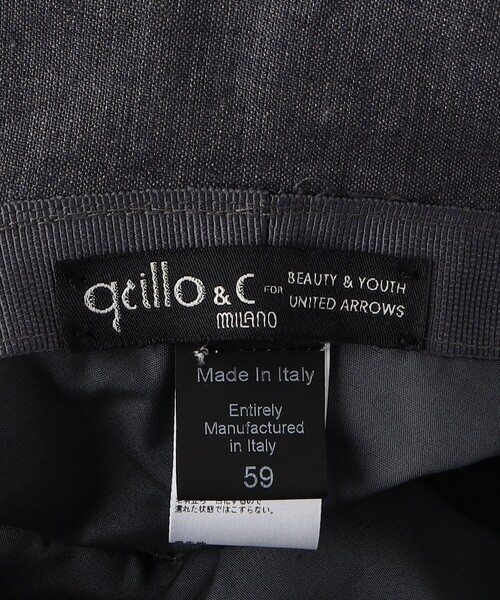 grillo & C FOR BEAUTY & YOUTH
MILANO UNITED ARROWS
Made In Italy
Entirely
Manufactured
in Italy
59
濡れた状態ではこすらない。